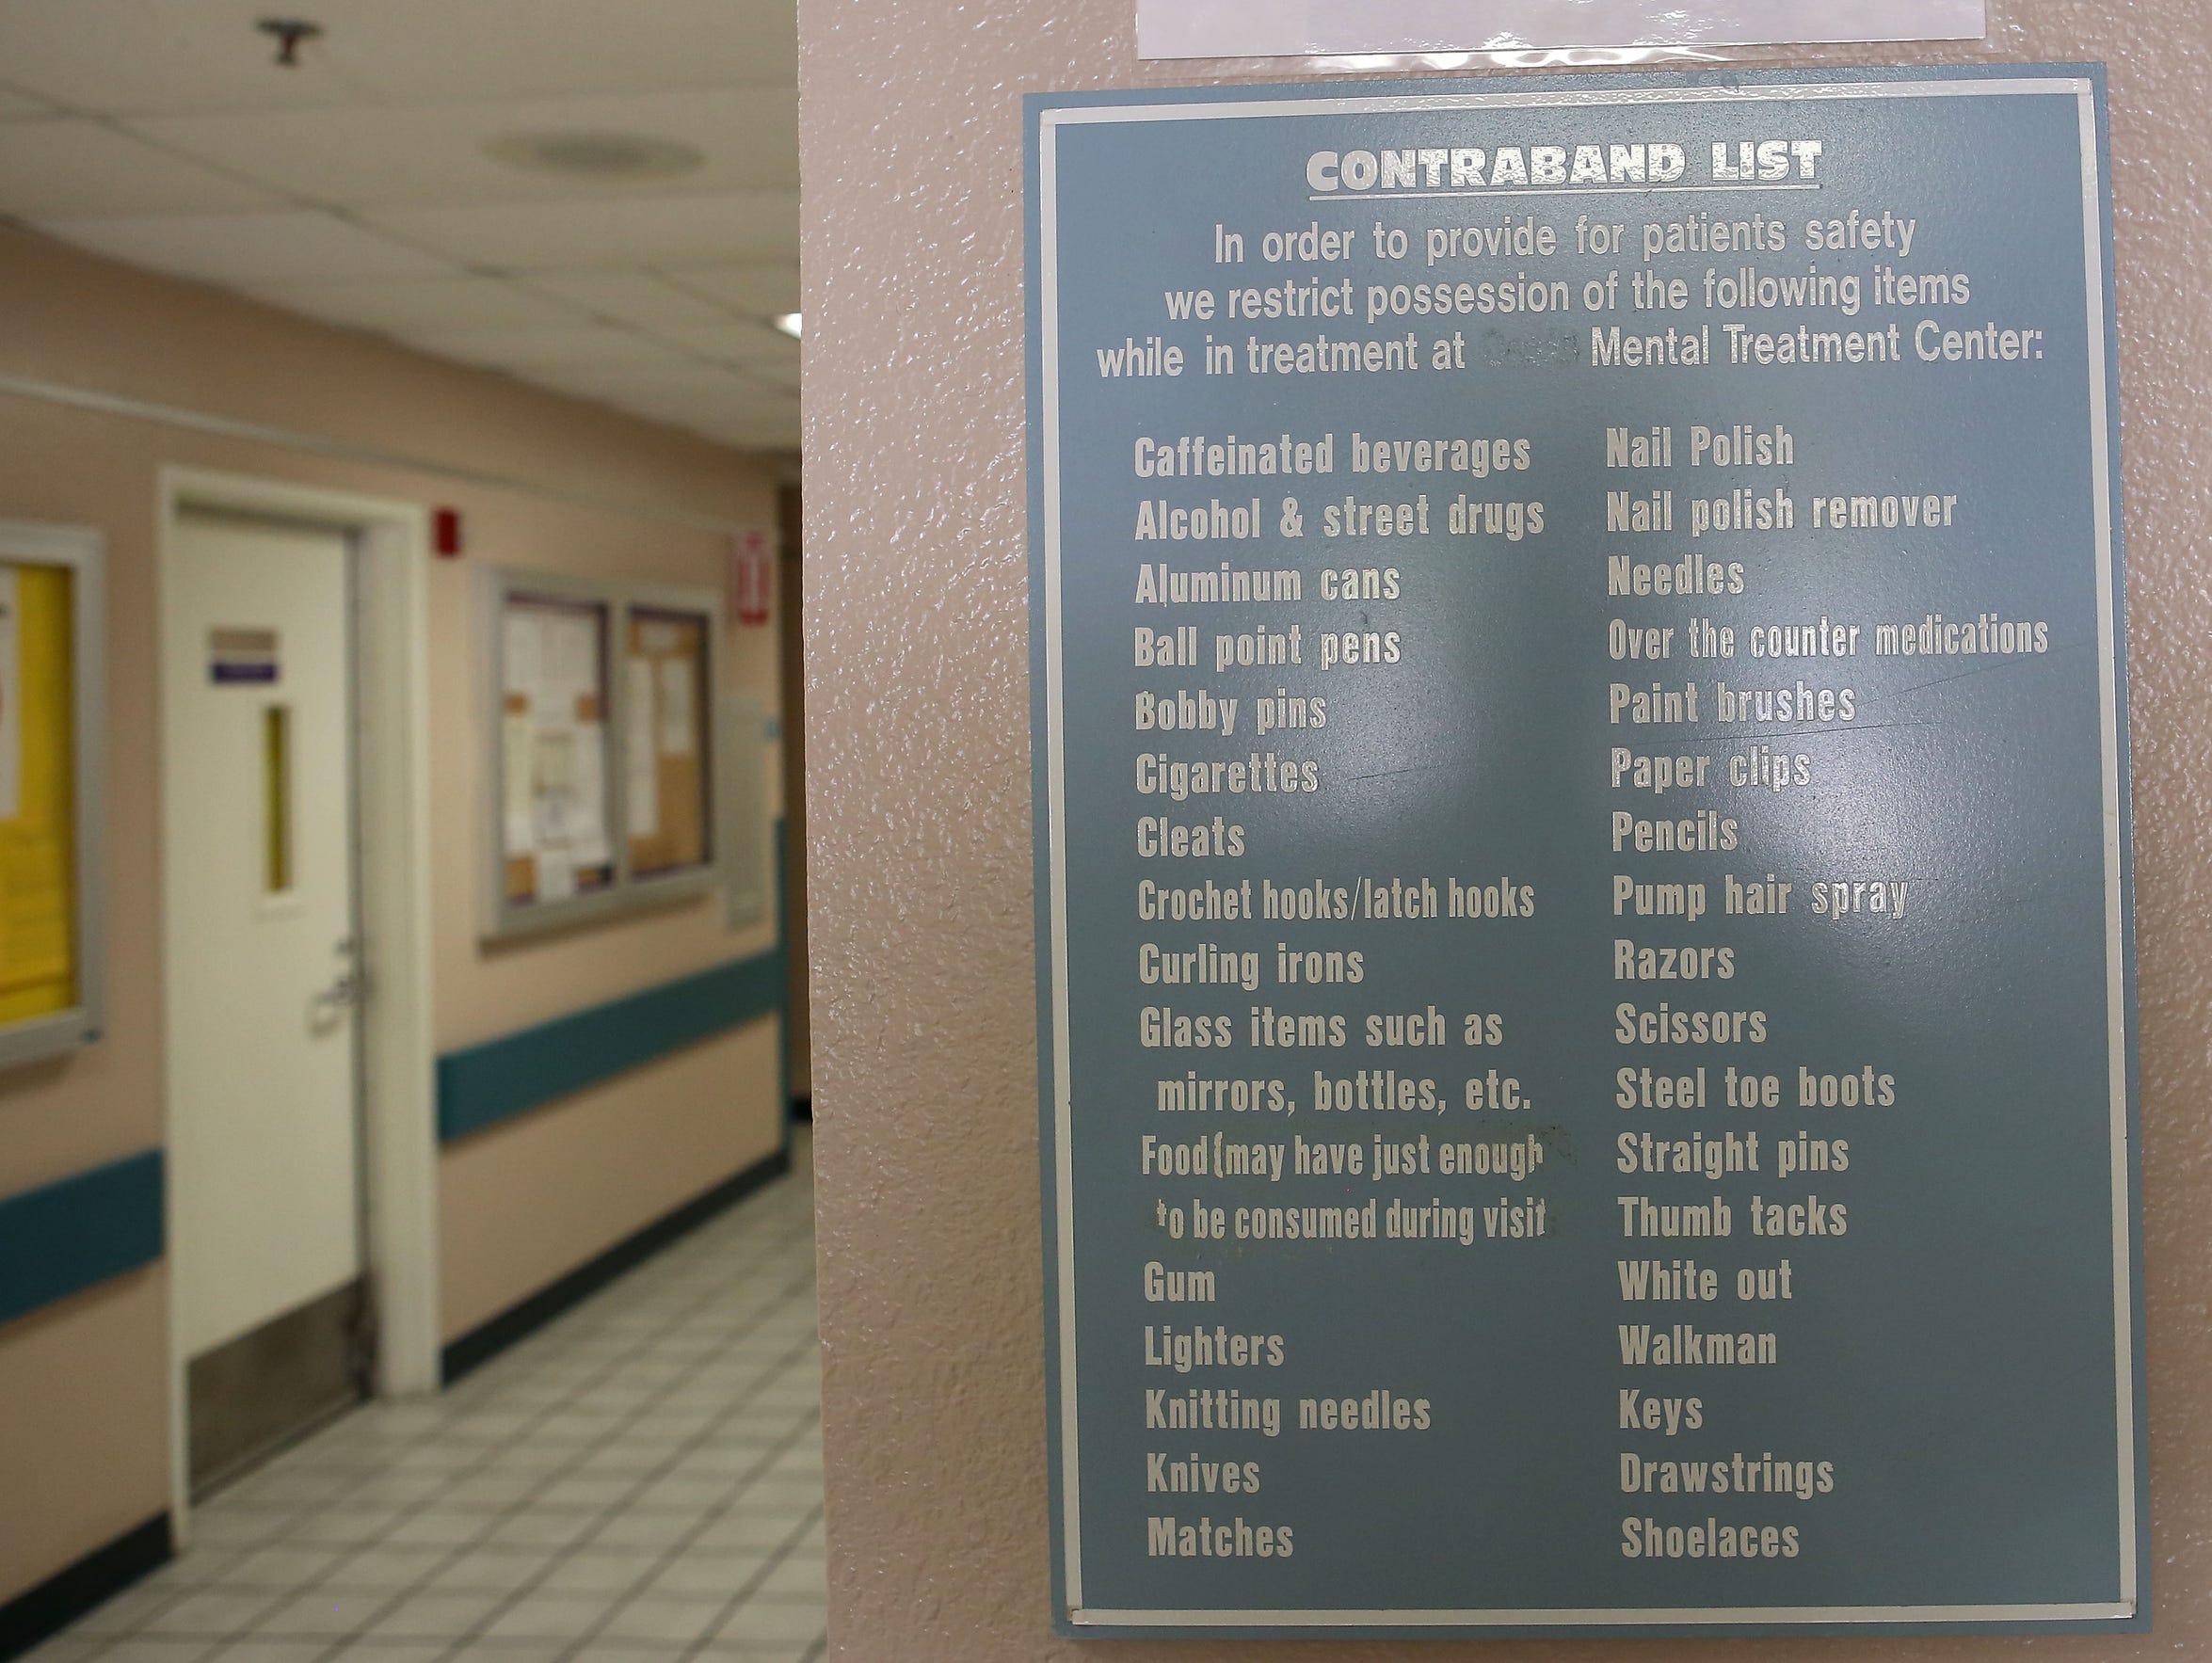 CONTRABAND LIST
In order to provide for patients safety
we restrict possession of the following items
while in treatment at Mental Treatment Center:
Caffeinated beverages
Alcohol & street drugs
Aluminum cans
Ball point pens
Bobby pins
Cigarettes
Cleats
Crochet hooks/latch hooks
Curling irons
Glass items such as
mirrors, bottles, etc.
Food(may have just enough
to be consumed during visit
Gum
Lighters
Knitting needles
Knives
Matches
Nail Polish
Nail polish remover
Needles
Over the counter medications
Paint brushes
Paper clips
Pencils
Pump hair spray
Razors
Scissors
Steel toe boots
Straight pins
Thumb tacks
White out
Walkman
Keys
Drawstrings
Shoelaces